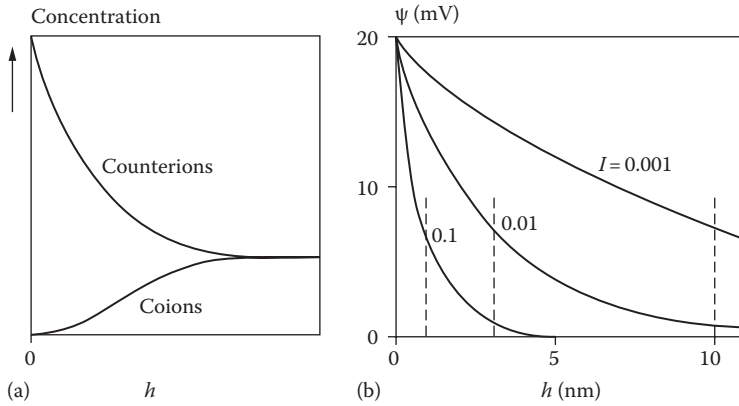 Concentration
Counterions
Coions
0
(a)
h
ψ (mV)
20
I = 0.001
10
0.01
0.1
0
0
5
10
(b)
h (nm)